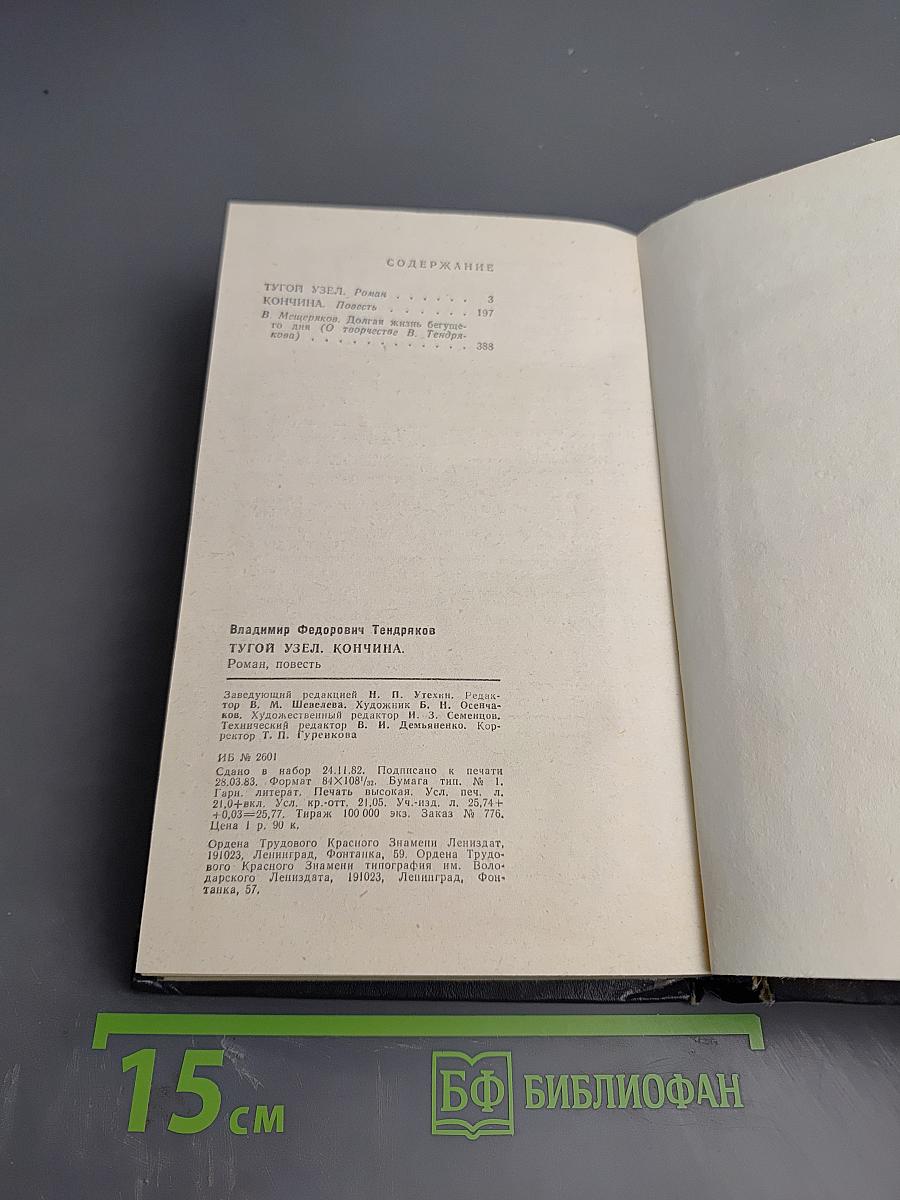 СОДЕРЖАНИЕ
ТУГОЙ УЗЕЛ. Роман . . . . . . 3
КОНЧИНА. Повесть . . . . . . 197
В. Мещеряков. Долгая жизнь бегуще-
го дня (О творчестве В. Тендря-
кова) . . . . . . . . . . . . 388
Владимир Федорович Тендряков
ТУГОЙ УЗЕЛ. КОНЧИНА.
Роман, повесть
Заведующий редакцией Н. П. Утехин. Редак-
тор В. М. Шевелева. Художник Б. Н. Осенча-
ков. Художественный редактор И. З. Семенцов.
Технический редактор В. И. Демьяненко. Кор-
ректор Т. П. Гуренкова
ИБ № 2601
Сдано в набор 24.11.82. Подписано к печати
28.03.83. Формат 84×108¹/₃₂. Бумага тип. № 1.
Гарн. литерат. Печать высокая. Усл. печ. л.
21,0+вкл. Усл. кр.-отт. 21,05. Уч.-изд. л. 25,74+
+0,03=25,77. Тираж 100 000 экз. Заказ № 776.
Цена 1 р. 90 к.
Ордена Трудового Красного Знамени Лениздат,
191023, Ленинград, Фонтанка, 59. Ордена Трудо-
вого Красного Знамени типография им. Воло-
дарского Лениздата, 191023, Ленинград, Фон-
танка, 57.
15 см
БФ БИБЛИОФАН